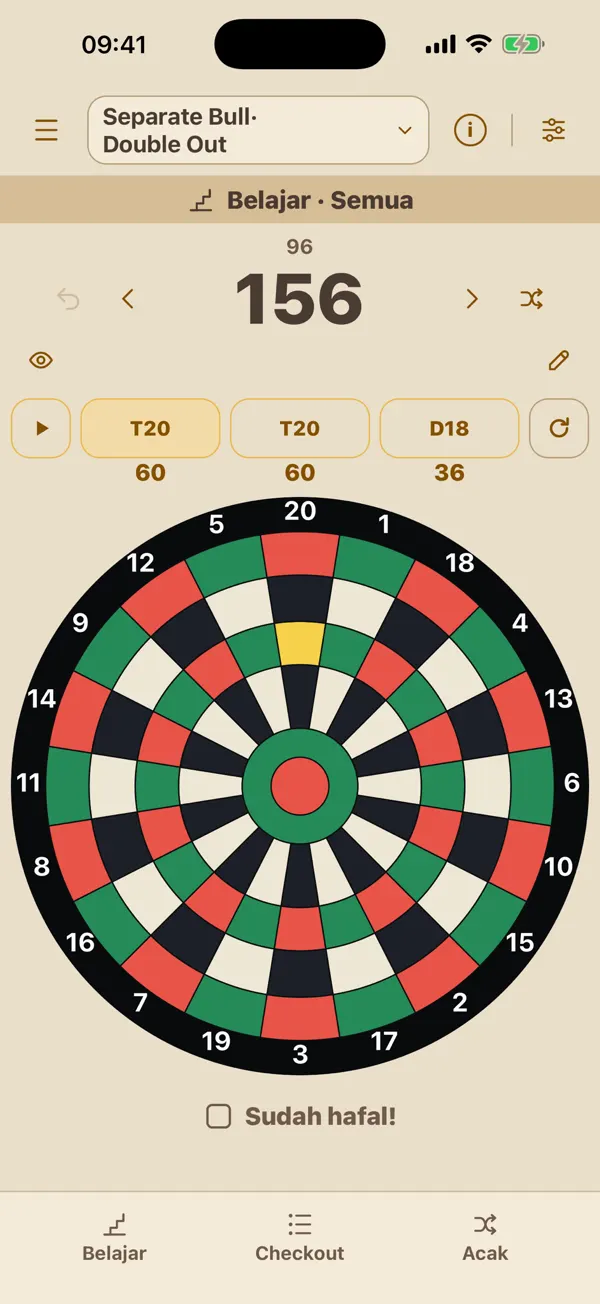 09:41
Separate Bull·
Double Out
Belajar · Semua
96
156
T20 T20 D18
60 60 36
20
5 1
12 18
9 4
14 13
11 6
8 10
16 15
7 2
19 17
3
Sudah hafal!
Belajar Checkout Acak